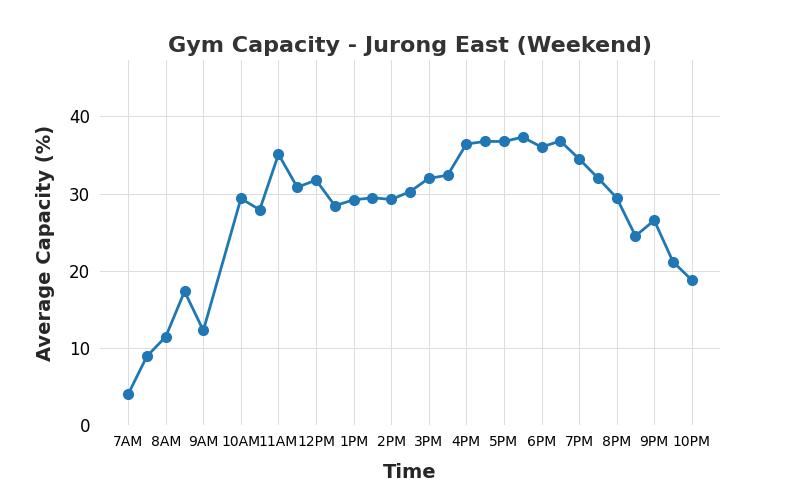 Gym Capacity - Jurong East (Weekend)
Average Capacity (%)
40
30
20
10
0
7AM 8AM 9AM 10AM 11AM 12PM 1PM 2PM 3PM 4PM 5PM 6PM 7PM 8PM 9PM 10PM
Time